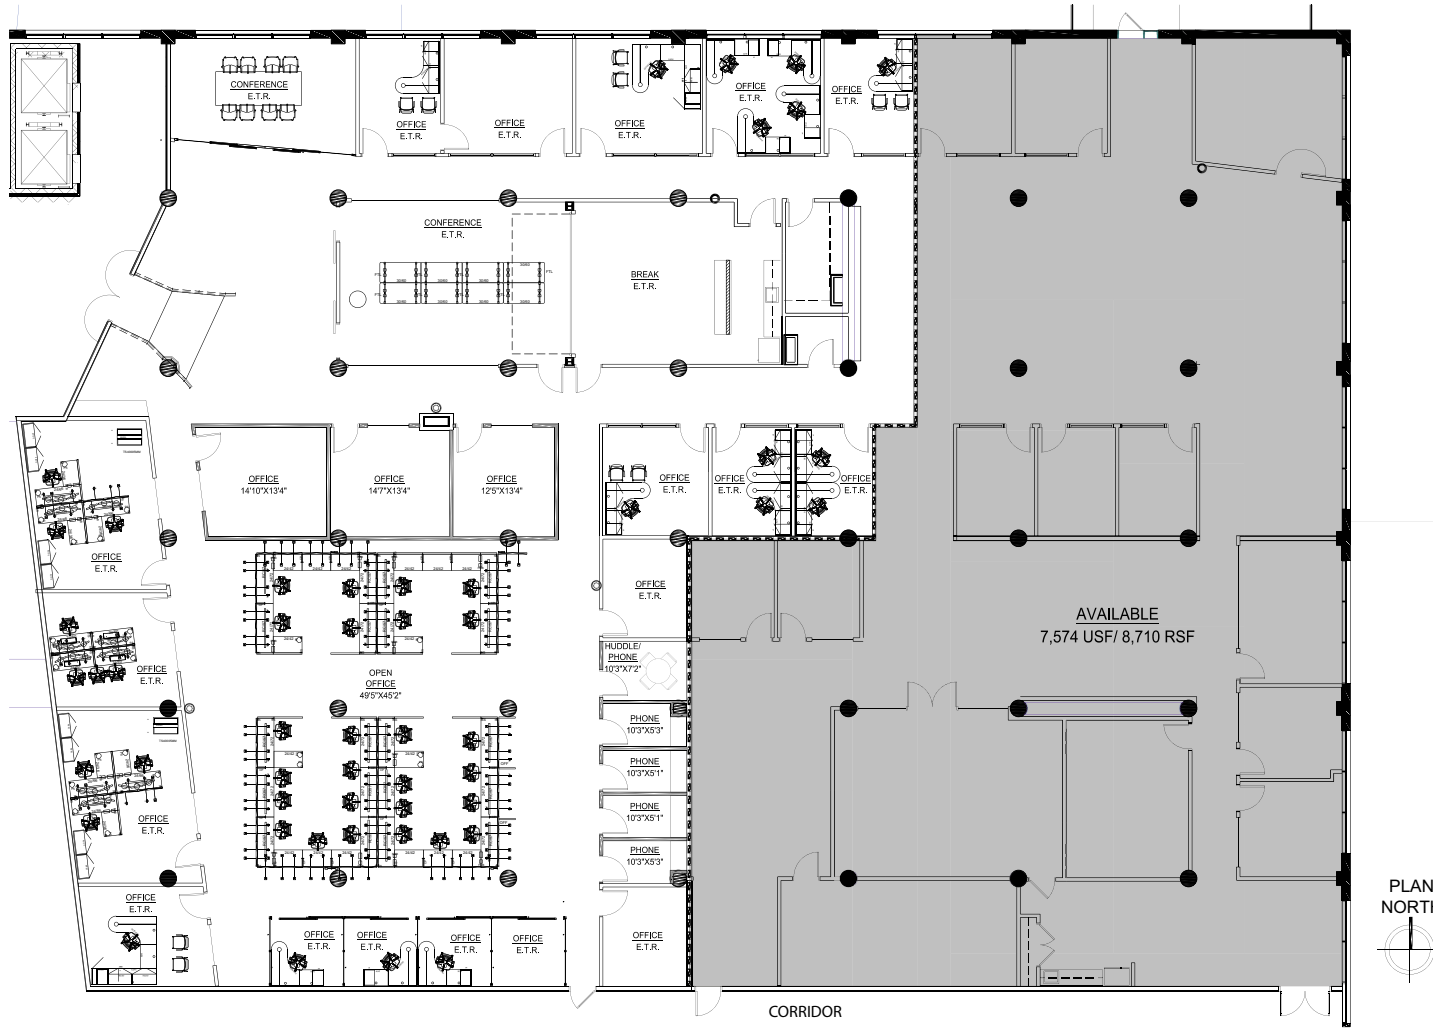 CONFERENCE
E.T.R.
OFFICE
E.T.R.
OFFICE
E.T.R.
OFFICE
E.T.R.
OFFICE
E.T.R.
OFFICE
E.T.R.
CONFERENCE
E.T.R.
BREAK
E.T.R.
OFFICE
14'10"X13'4"
OFFICE
14'7"X13'4"
OFFICE
12'5"X13'4"
OFFICE
E.T.R.
OFFICE
E.T.R.
OFFICE
E.T.R.
OFFICE
E.T.R.
OFFICE
E.T.R.
HUDDLE/
PHONE
10'3"X7'2"
OFFICE
E.T.R.
OPEN
OFFICE
49'5"X45'2"
AVAILABLE
7,574 USF/ 8,710 RSF
PHONE
10'3"X5'3"
PHONE
10'3"X5'1"
PHONE
10'3"X5'1"
PHONE
10'3"X5'3"
OFFICE
E.T.R.
OFFICE
E.T.R.
OFFICE
E.T.R.
OFFICE
E.T.R.
OFFICE
E.T.R.
OFFICE
E.T.R.
OFFICE
E.T.R.
PLAN
NORTH
CORRIDOR